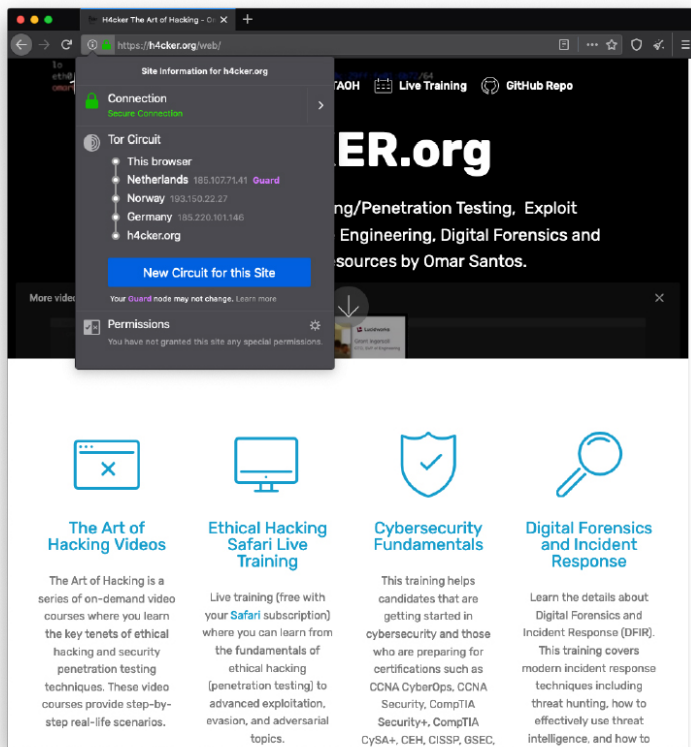 H4cker The Art of Hacking - O
https://h4cker.org/web/
Site Information for h4cker.org
Connection
Secure Connection
Tor Circuit
This browser
Netherlands 185.107.71.41 Guard
Norway 193.150.22.27
Germany 185.220.101.146
h4cker.org
New Circuit for this Site
Your Guard node may not change. Learn more
Permissions
You have not granted this site any special permissions.
lo
eth0
omar
/64
TAOH Live Training GitHub Repo
KER.org
ng/Penetration Testing, Exploit
Engineering, Digital Forensics and
sources by Omar Santos.
More vide
The Art of
Hacking Videos
The Art of Hacking is a
series of on-demand video
courses where you learn
the key tenets of ethical
hacking and security
penetration testing
techniques. These video
courses provide step-by-
step real-life scenarios.
Ethical Hacking
Safari Live
Training
Live training (free with
your Safari subscription)
where you can learn from
the fundamentals of
ethical hacking
(penetration testing) to
advanced exploitation,
evasion, and adversarial
topics.
Cybersecurity
Fundamentals
This training helps
candidates that are
getting started in
cybersecurity and those
who are preparing for
certifications such as
CCNA CyberOps, CCNA
Security, CompTIA
Security+, CompTIA
CySA+, CEH, CISSP, GSEC,
Digital Forensics
and Incident
Response
Learn the details about
Digital Forensics and
Incident Response (DFIR).
This training covers
modern incident response
techniques including
threat hunting, how to
effectively use threat
intelligence, and how to